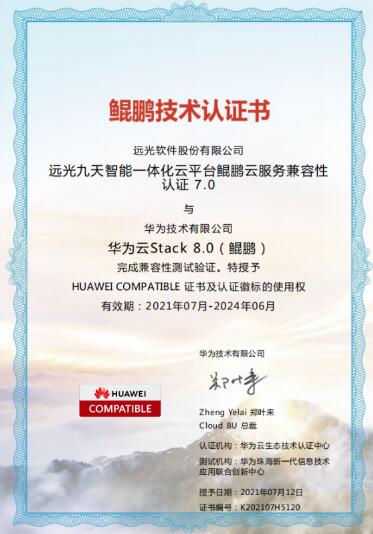 鲲鹏技术认证书
远光软件股份有限公司
远光九天智能一体化云平台鲲鹏云服务兼容性
认证 7.0
与
华为技术有限公司
华为云Stack 8.0（鲲鹏）
完成兼容性测试验证。特授予
HUAWEI COMPATIBLE 证书及认证徽标的使用权
有效期：2021年07月-2024年06月
华为技术有限公司
郑叶来
HUAWEI
COMPATIBLE
Zheng Yelai 郑叶来
Cloud BU 总裁
认证机构：华为云生态技术认证中心
测试机构：华为珠海新一代信息技术
应用联合创新中心
授予日期：2021年07月12日
证书编号：K202107H5120